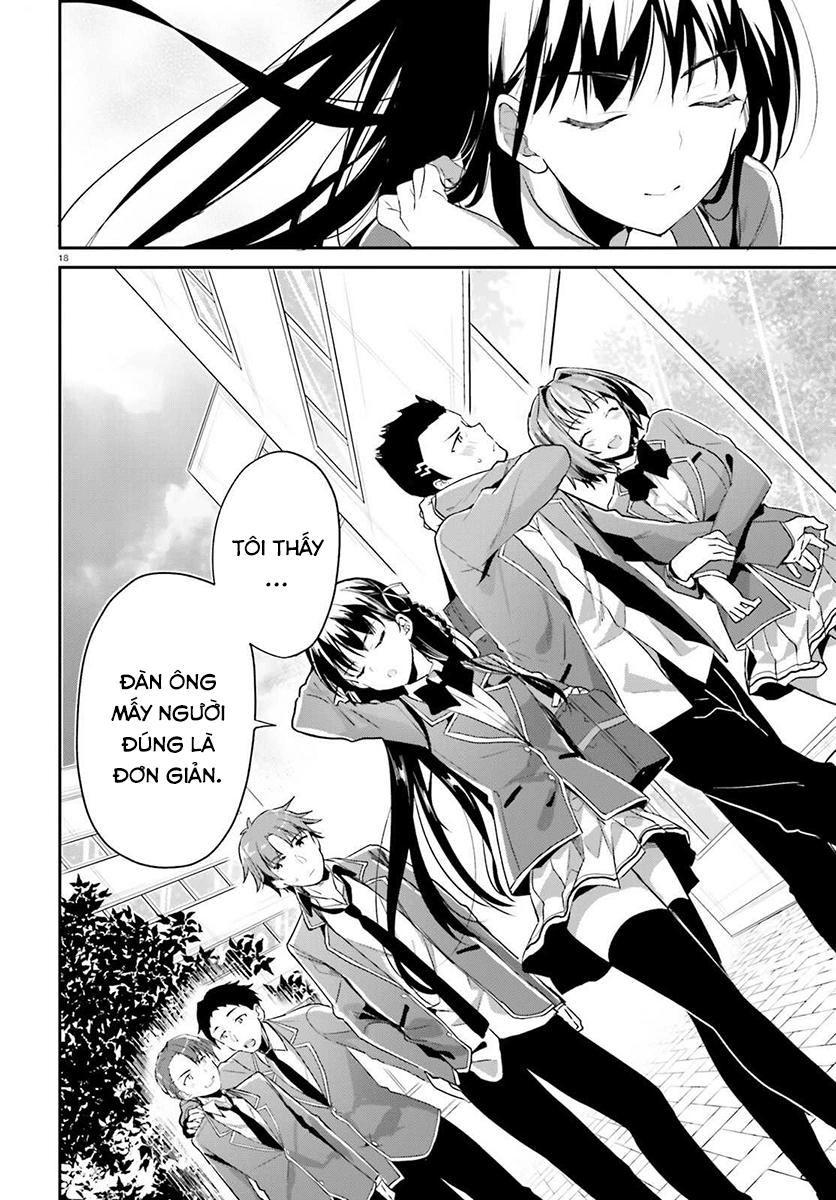 18
TÔI THẤY
...
ĐÀN ÔNG
MẤY NGƯỜI
ĐÚNG LÀ
ĐƠN GIẢN.